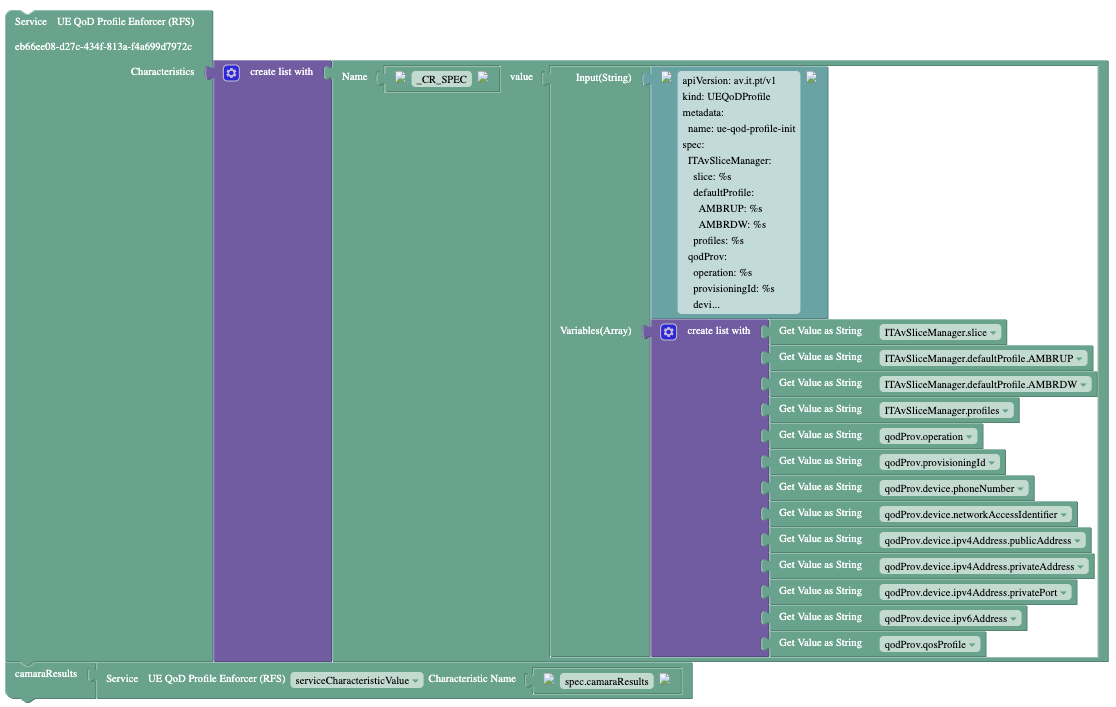 Service UE QoD Profile Enforcer (RFS)
eb66ee08-d27c-434f-813a-f4a699d7972c
Characteristics create list with Name _CR_SPEC value Input(String)
apiVersion: av.it.pt/v1
kind: UEQoDProfile
metadata:
name: ue-qod-profile-init
spec:
ITAvSliceManager:
slice: %s
defaultProfile:
AMBRUP: %s
AMBRDW: %s
profiles: %s
qodProv:
operation: %s
provisioningId: %s
devi...
Variables(Array) create list with Get Value as String ITAvSliceManager.slice
Get Value as String ITAvSliceManager.defaultProfile.AMBRUP
Get Value as String ITAvSliceManager.defaultProfile.AMBRDW
Get Value as String ITAvSliceManager.profiles
Get Value as String qodProv.operation
Get Value as String qodProv.provisioningId
Get Value as String qodProv.device.phoneNumber
Get Value as String qodProv.device.networkAccessIdentifier
Get Value as String qodProv.device.ipv4Address.publicAddress
Get Value as String qodProv.device.ipv4Address.privateAddress
Get Value as String qodProv.device.ipv4Address.privatePort
Get Value as String qodProv.device.ipv6Address
Get Value as String qodProv.qosProfile
camaraResults Service UE QoD Profile Enforcer (RFS) serviceCharacteristicValue Characteristic Name spec.camaraResults